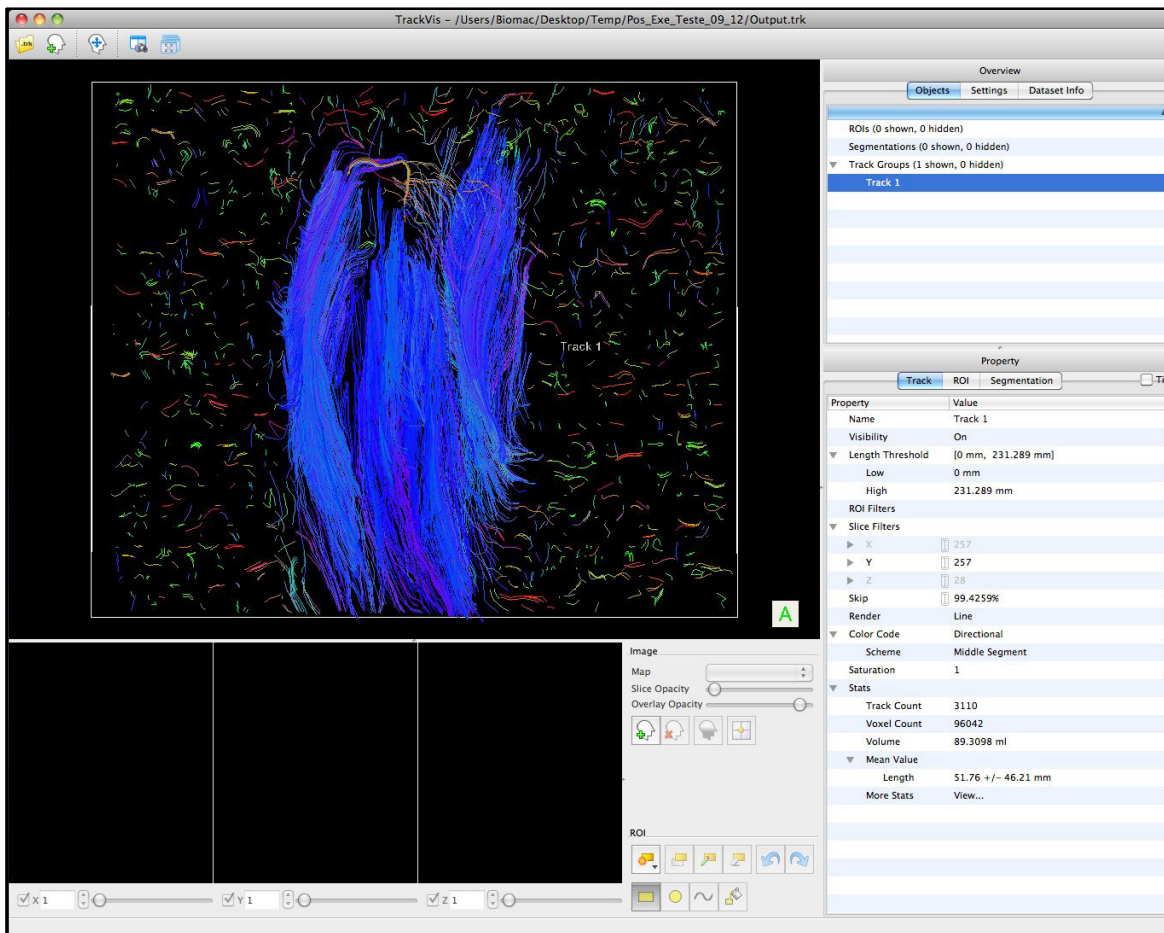 TrackVis – /Users/Biomac/Desktop/Temp/Pos_Exe_Teste_09_12/Output.trk
.trk
Track 1
A
Overview
Objects Settings Dataset Info
ROIs (0 shown, 0 hidden)
Segmentations (0 shown, 0 hidden)
Track Groups (1 shown, 0 hidden)
Track 1
Property
Track ROI Segmentation
Property Value
Name Track 1
Visibility On
Length Threshold [0 mm, 231.289 mm]
Low 0 mm
High 231.289 mm
ROI Filters
Slice Filters
X 257
Y 257
Z 28
Skip 99.4259%
Render Line
Color Code Directional
Scheme Middle Segment
Saturation 1
Stats
Track Count 3110
Voxel Count 96042
Volume 89.3098 ml
Mean Value
Length 51.76 +/- 46.21 mm
More Stats View...
Image
Map
Slice Opacity
Overlay Opacity
ROI
X 1 Y 1 Z 1